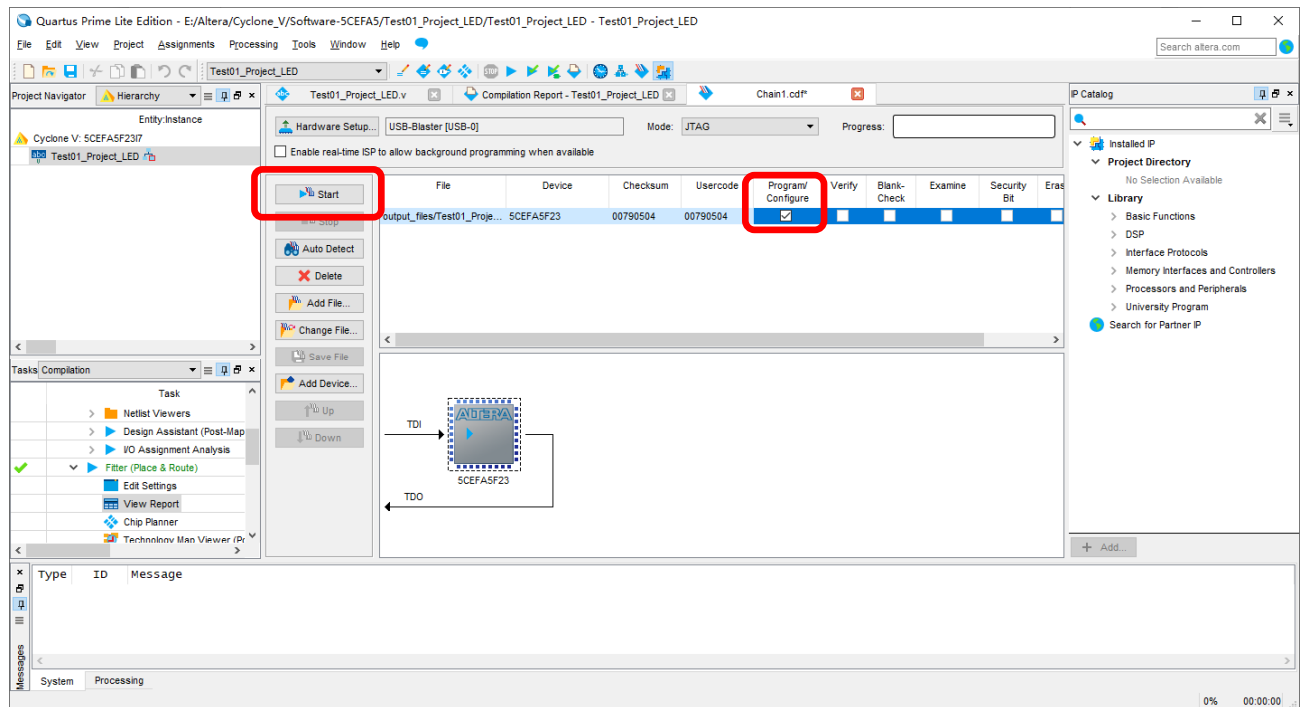 Quartus Prime Lite Edition - E:/Altera/Cyclone_V/Software-5CEFA5/Test01_Project_LED/Test01_Project_LED - Test01_Project_LED
File Edit View Project Assignments Processing Tools Window Help
Search altera.com
Test01_Project_LED
Project Navigator Hierarchy
Entity:Instance
Cyclone V: 5CEFA5F23I7
Test01_Project_LED
Tasks Compilation
Task
Netlist Viewers
Design Assistant (Post-Map
I/O Assignment Analysis
Fitter (Place & Route)
Edit Settings
View Report
Chip Planner
Technology Map Viewer (Po
Test01_Project_LED.v
Compilation Report - Test01_Project_LED
Chain1.cdf*
Hardware Setup... USB-Blaster [USB-0] Mode: JTAG Progress:
Enable real-time ISP to allow background programming when available
Start
Stop
Auto Detect
Delete
Add File...
Change File...
Save File
Add Device...
Up
Down
File Device Checksum Usercode Program/ Configure Verify Blank- Check Examine Security Bit Eras
output_files/Test01_Proje... 5CEFA5F23 00790504 00790504
TDI
ALTERA
5CEFA5F23
TDO
IP Catalog
Installed IP
Project Directory
No Selection Available
Library
Basic Functions
DSP
Interface Protocols
Memory Interfaces and Controllers
Processors and Peripherals
University Program
Search for Partner IP
+ Add...
Type ID Message
Messages
System Processing
0% 00:00:00